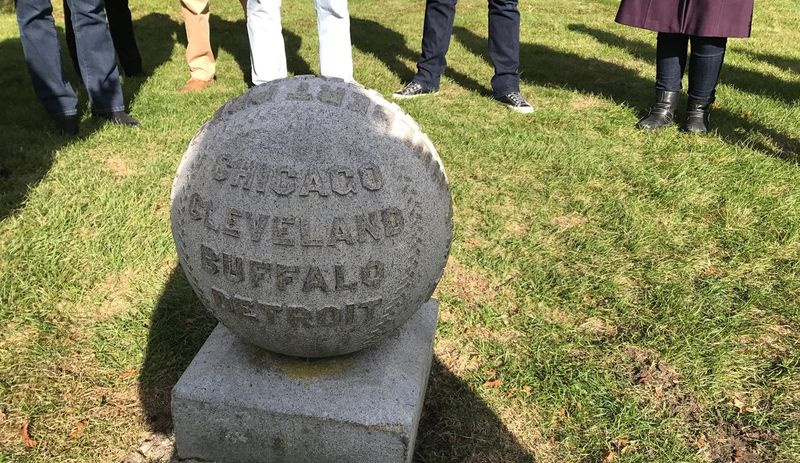 CHICAGO
CLEVELAND
BUFFALO
DETROIT